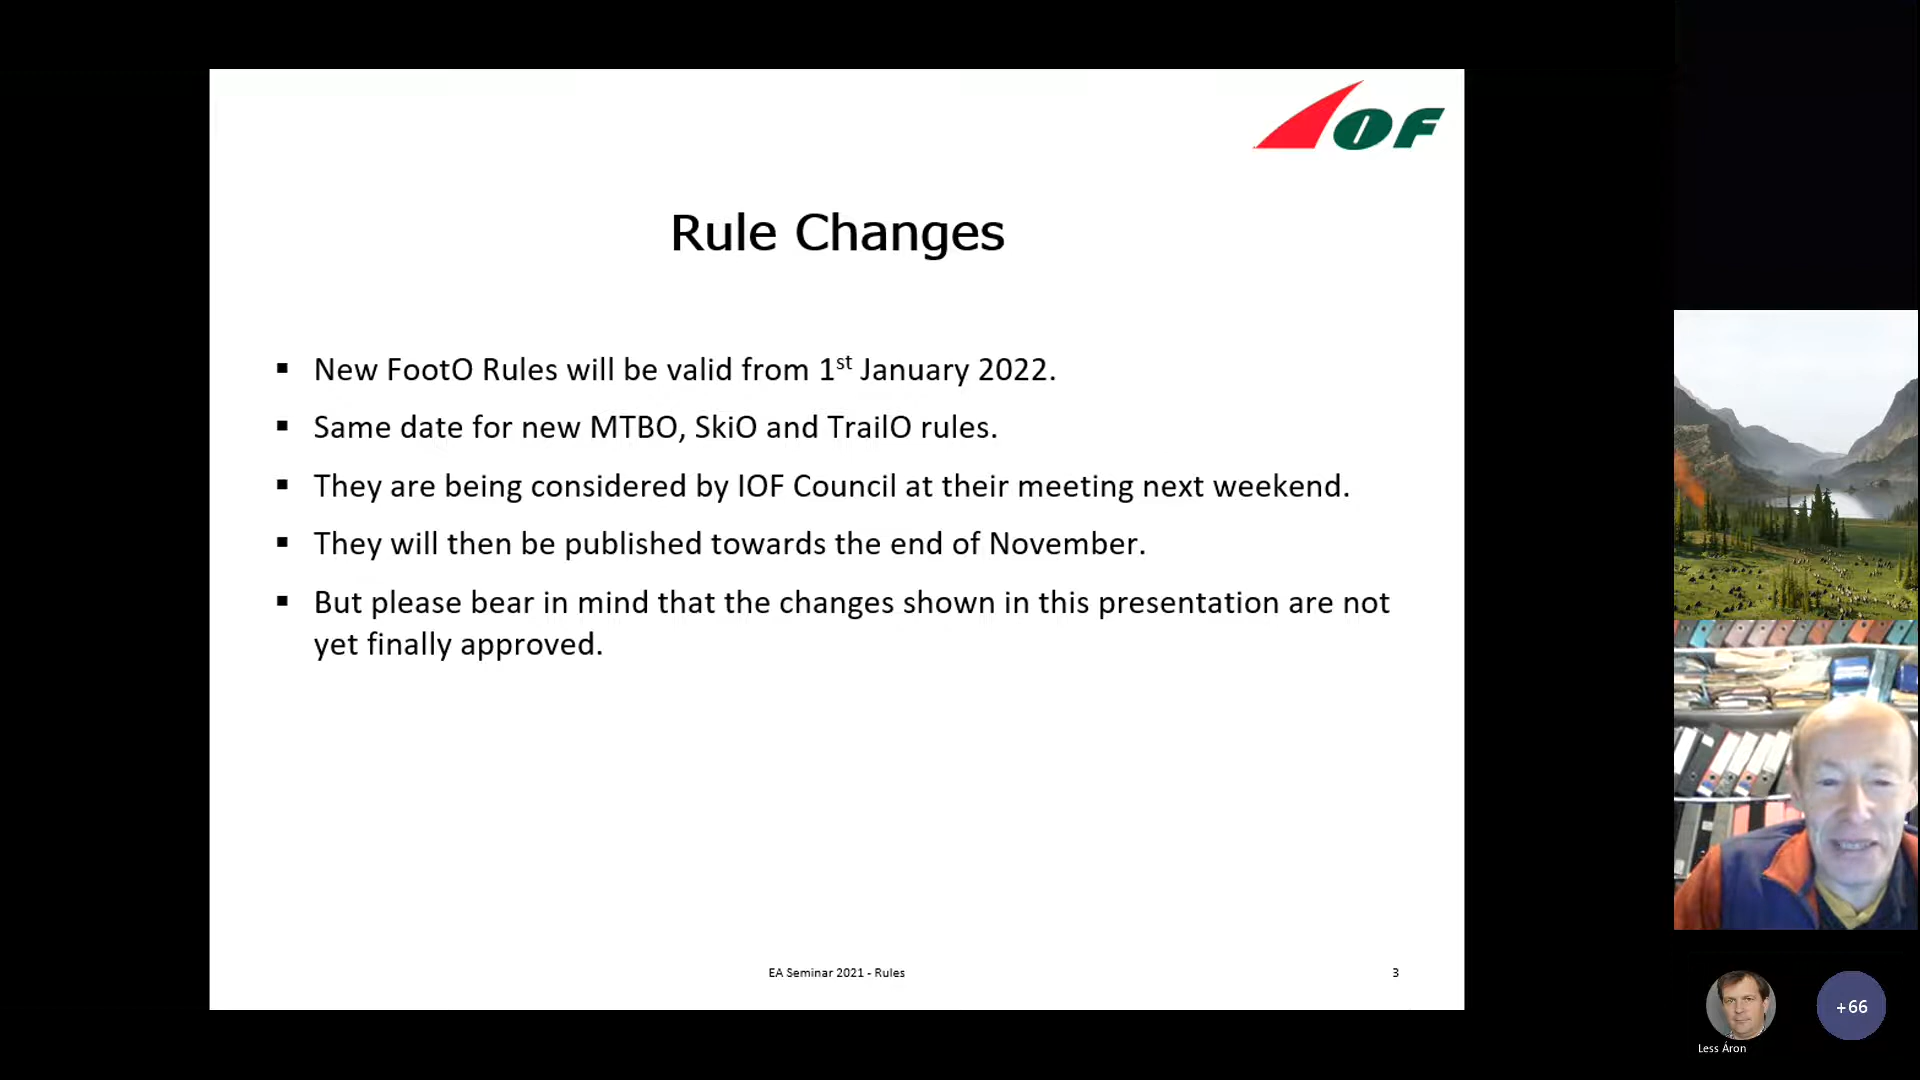 IOF
Rule Changes
▪ New FootO Rules will be valid from 1st January 2022.
▪ Same date for new MTBO, SkiO and TrailO rules.
▪ They are being considered by IOF Council at their meeting next weekend.
▪ They will then be published towards the end of November.
▪ But please bear in mind that the changes shown in this presentation are not
yet finally approved.
EA Seminar 2021 - Rules
3
+66
Less Áron